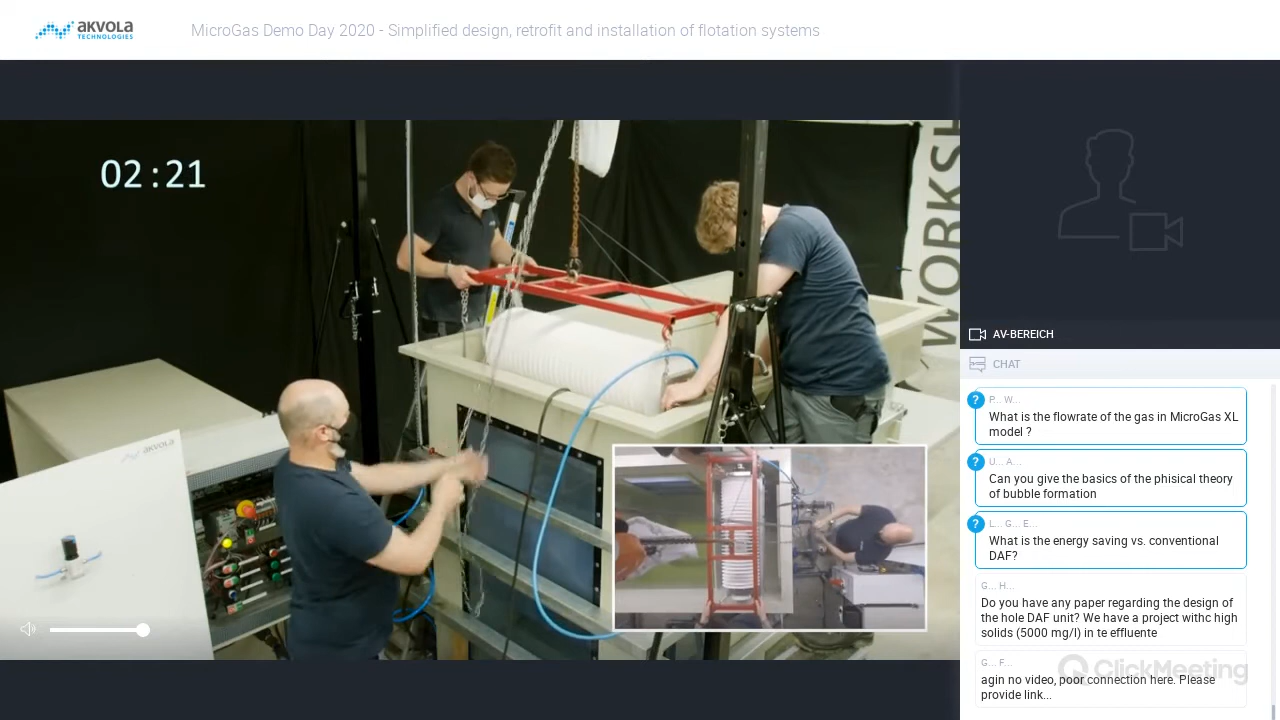 akvola
TECHNOLOGIES
MicroGas Demo Day 2020 - Simplified design, retrofit and installation of flotation systems
02:21
WORKS
akvola
AV-BEREICH
CHAT
?
P... W...
What is the flowrate of the gas in MicroGas XL
model ?
?
U... A...
Can you give the basics of the phisical theory
of bubble formation
?
L... G... E...
What is the energy saving vs. conventional
DAF?
G... H...
Do you have any paper regarding the design of
the hole DAF unit? We have a project withc high
solids (5000 mg/l) in te effluente
G... F...
agin no video, poor connection here. Please
provide link...
ClickMeeting